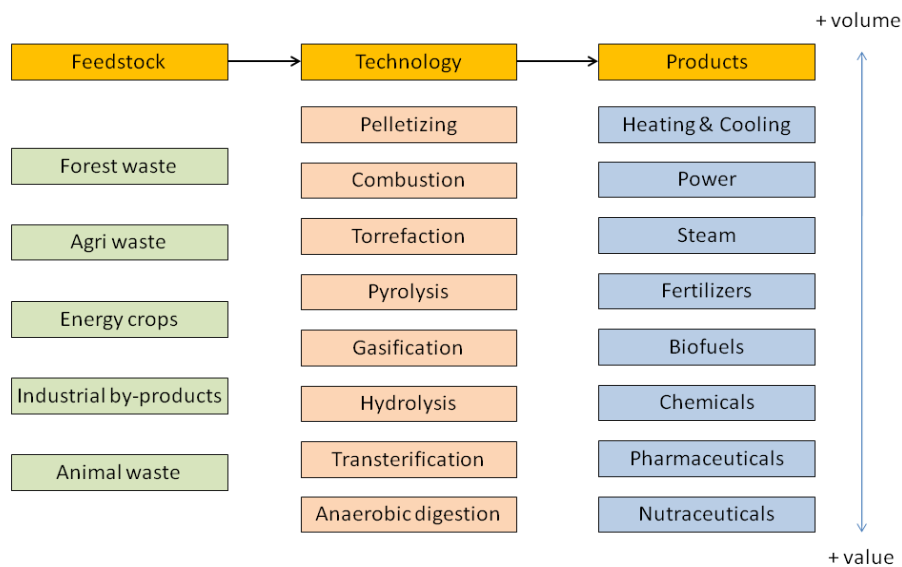 + volume
Feedstock
Technology
Products
Pelletizing
Heating & Cooling
Forest waste
Combustion
Power
Agri waste
Torrefaction
Steam
Pyrolysis
Fertilizers
Energy crops
Gasification
Biofuels
Industrial by-products
Hydrolysis
Chemicals
Animal waste
Transterification
Pharmaceuticals
Anaerobic digestion
Nutraceuticals
+ value